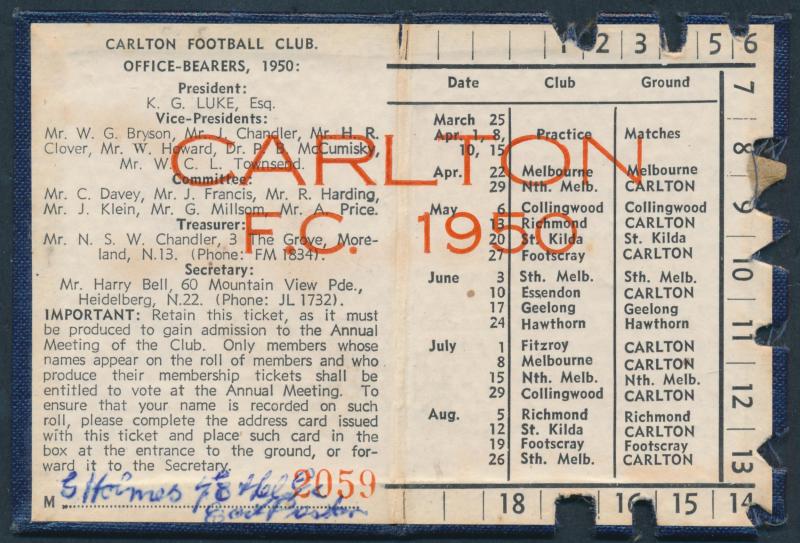 CARLTON FOOTBALL CLUB.
OFFICE-BEARERS, 1950:
President:
K. G. LUKE, Esq.
Vice-Presidents:
Mr. W. G. Bryson, Mr. J. Chandler, Mr. H. R.
Clover, Mr. W. Howard, Dr. P. B. McCumisky,
Mr. W. C. L. Townsend.
Committee:
Mr. C. Davey, Mr. J. Francis, Mr. R. Harding,
Mr. J. Klein, Mr. G. Millsom, Mr. A. Price.
Treasurer:
Mr. N. S. W. Chandler, 3 The Grove, More-
land, N.13. (Phone: FM 1834).
Secretary:
Mr. Harry Bell, 60 Mountain View Pde.,
Heidelberg, N.22. (Phone: JL 1732).
IMPORTANT: Retain this ticket, as it must
be produced to gain admission to the Annual
Meeting of the Club. Only members whose
names appear on the roll of members and who
produce their membership tickets shall be
entitled to vote at the Annual Meeting. To
ensure that your name is recorded on such
roll, please complete the address card issued
with this ticket and place such card in the
box at the entrance to the ground, or for-
ward it to the Secretary.
M Holmes
2059
CARLTON
F.C. 1950
Date Club Ground
March 25
Apr. 1, 8, Practice Matches
10, 15
Apr. 22 Melbourne Melbourne
29 Nth. Melb. CARLTON
May 6 Collingwood Collingwood
13 Richmond CARLTON
20 St. Kilda St. Kilda
27 Footscray CARLTON
June 3 Sth. Melb. Sth. Melb.
10 Essendon CARLTON
17 Geelong Geelong
24 Hawthorn Hawthorn
July 1 Fitzroy CARLTON
8 Melbourne CARLTON
15 Nth. Melb. Nth. Melb.
29 Collingwood CARLTON
Aug. 5 Richmond Richmond
12 St. Kilda CARLTON
19 Footscray Footscray
26 Sth. Melb. CARLTON
1 2 3 5 6
7
8
9
10
11
12
13
18 16 15 14